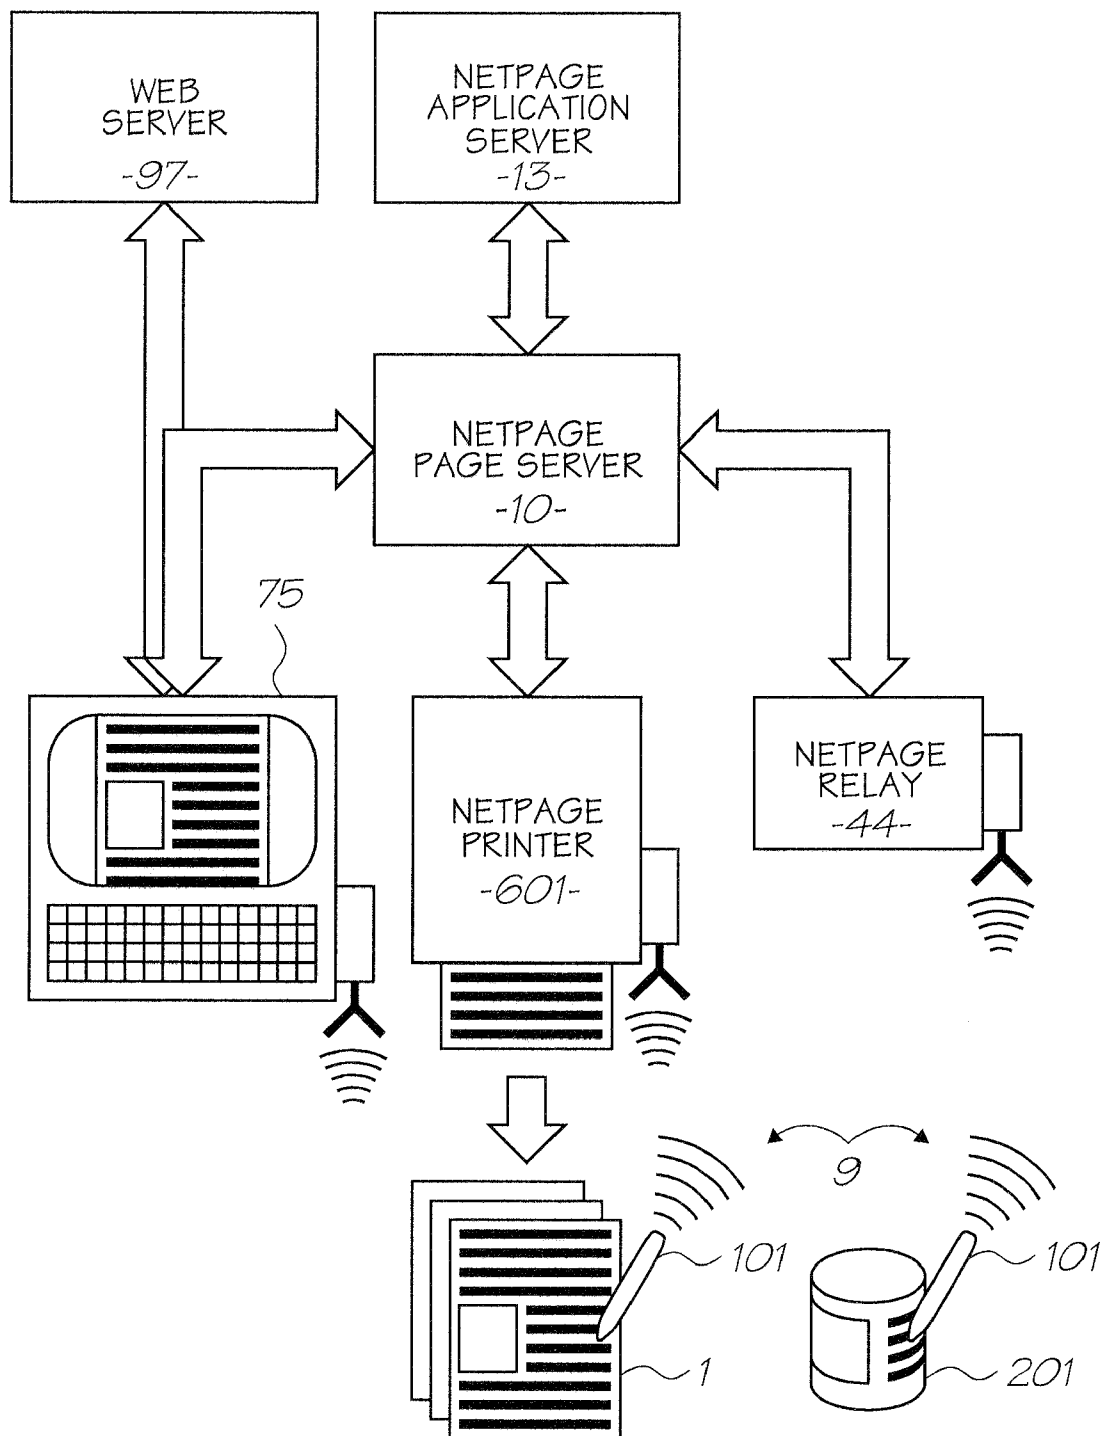 WEB
SERVER
-97-
NETPAGE
APPLICATION
SERVER
-13-
NETPAGE
PAGE SERVER
-10-
75
NETPAGE
PRINTER
-601-
NETPAGE
RELAY
-44-
9
101
101
1
201